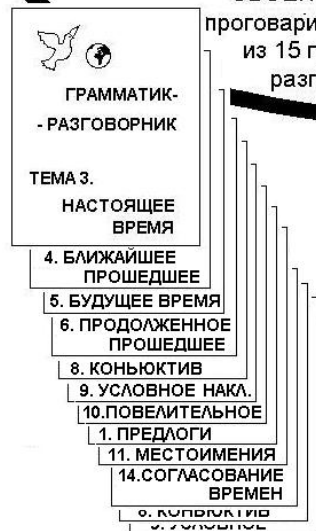 проговари
из 15 п
разг
ГРАММАТИК-
- РАЗГОВОРНИК
ТЕМА 3.
НАСТОЯЩЕЕ
ВРЕМЯ
4. БЛИЖАЙШЕЕ
ПРОШЕДШЕЕ
5. БУДУЩЕЕ ВРЕМЯ
6. ПРОДОЛЖЕННОЕ
ПРОШЕДШЕЕ
8. КОНЬЮКТИВ
9. УСЛОВНОЕ НАКЛ.
10.ПОВЕЛИТЕЛЬНОЕ
1. ПРЕДЛОГИ
11. МЕСТОИМЕНИЯ
14.СОГЛАСОВАНИЕ
ВРЕМЕН